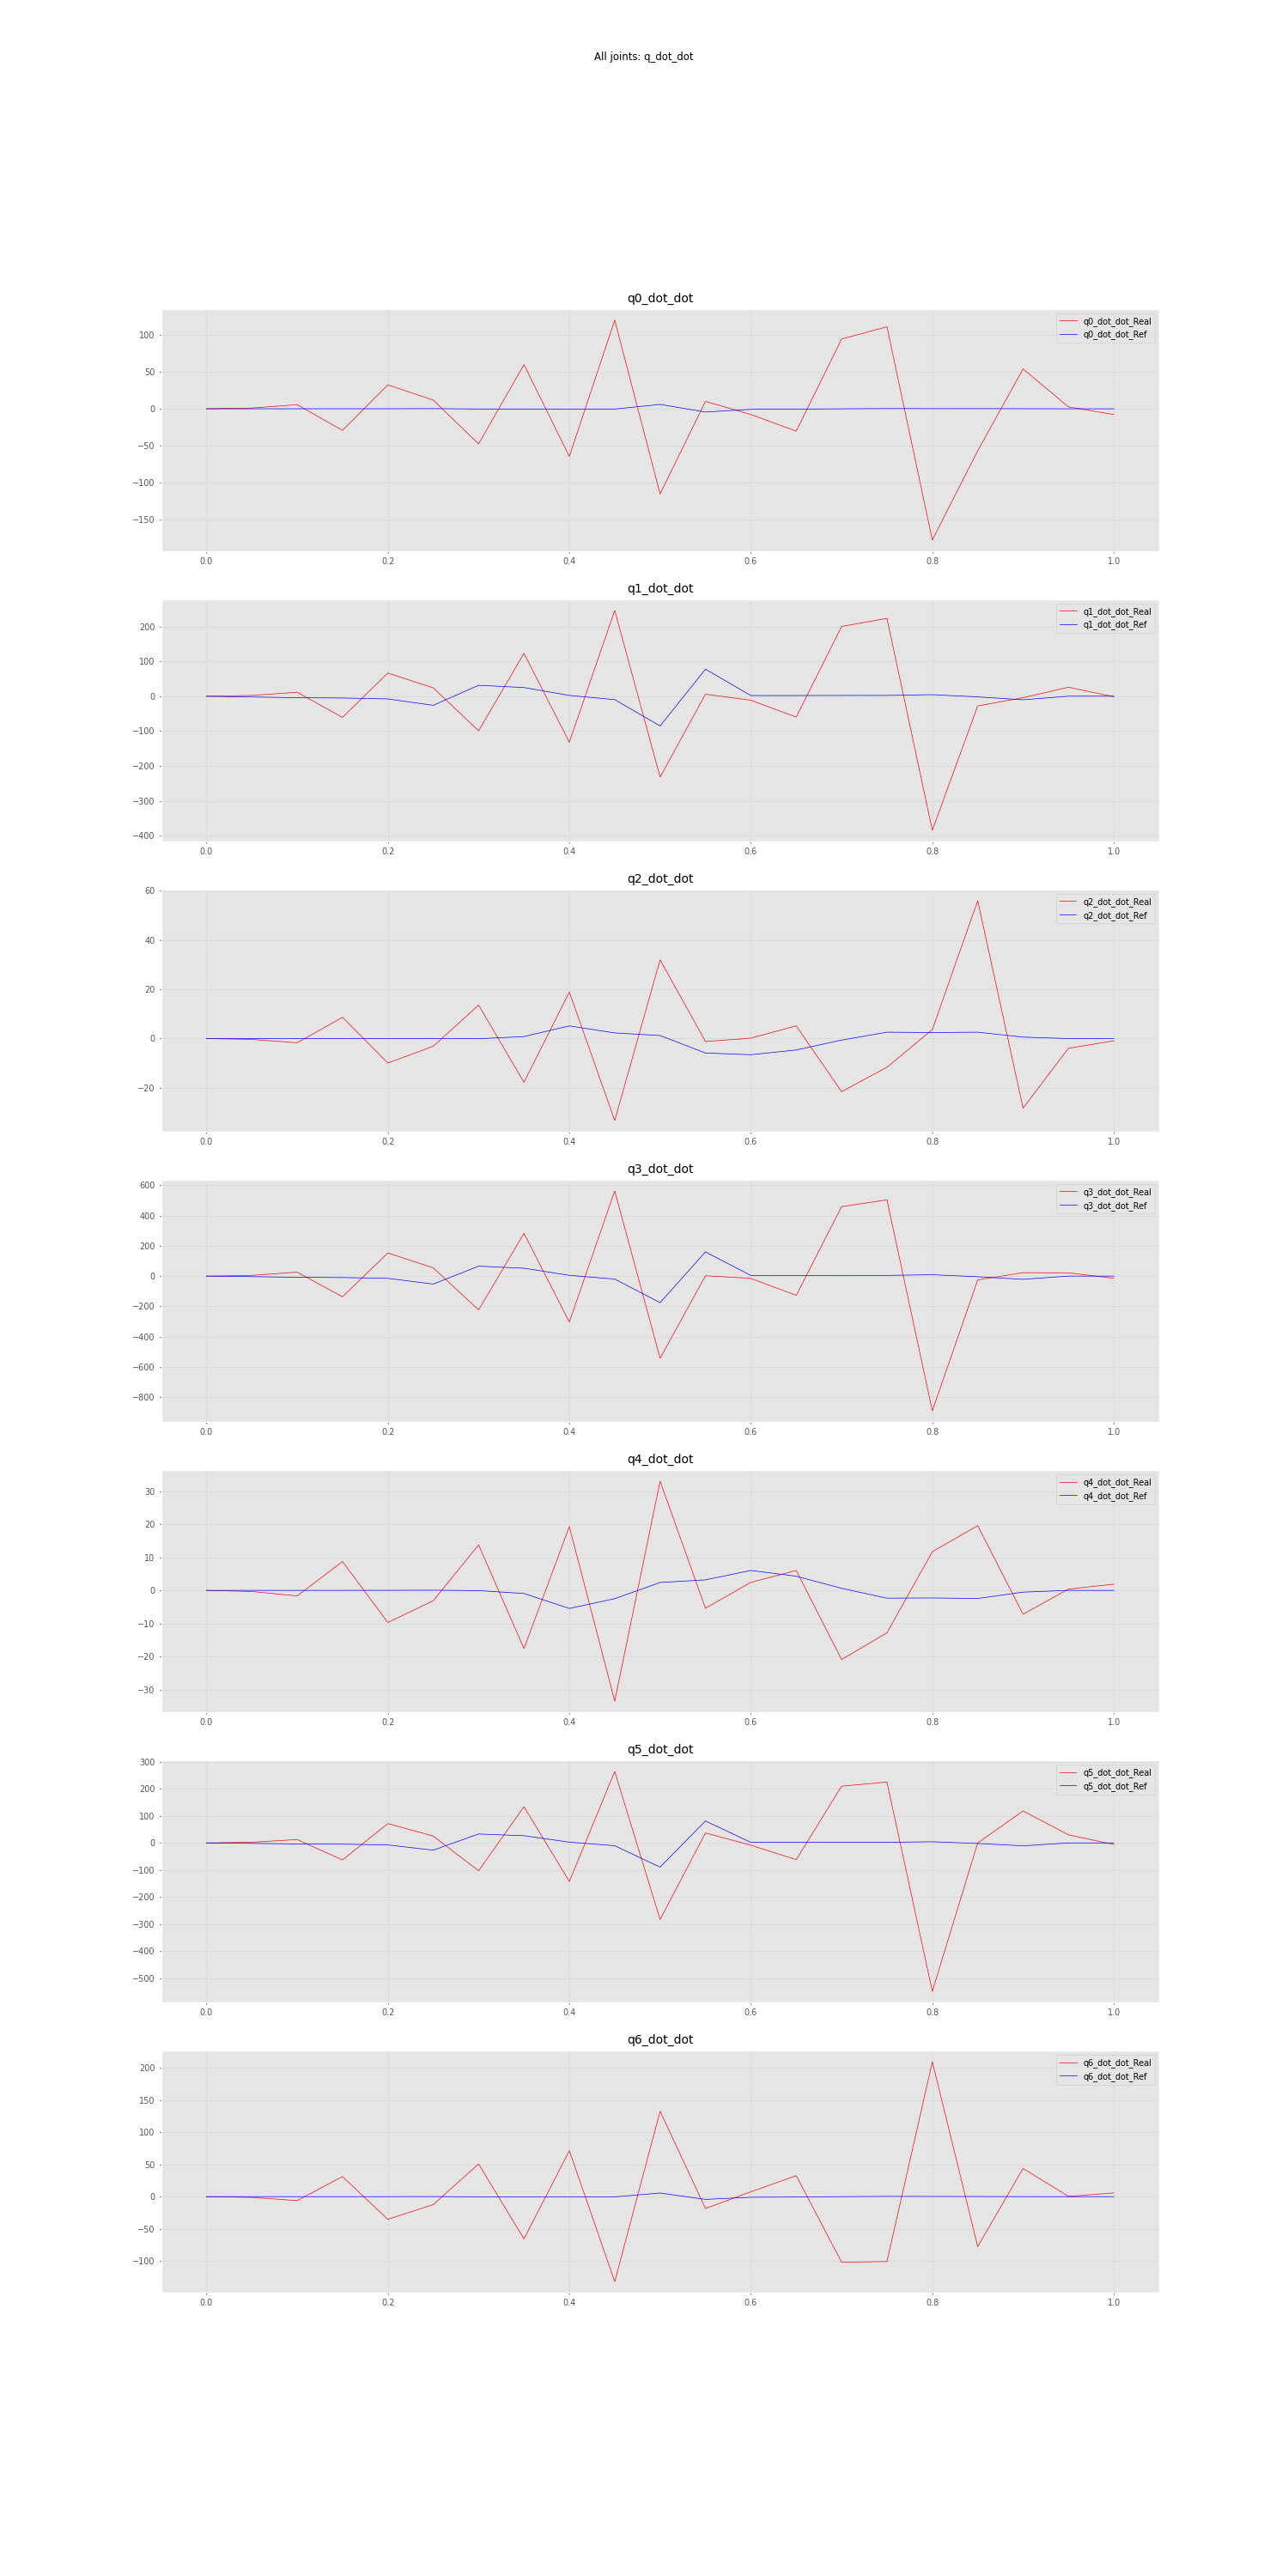 All joints: q_dot_dot
q0_dot_dot
100
50
0
−50
−100
−150
q0_dot_dot_Real
q0_dot_dot_Ref
0.0 0.2 0.4 0.6 0.8 1.0
q1_dot_dot
200
100
0
−100
−200
−300
−400
q1_dot_dot_Real
q1_dot_dot_Ref
0.0 0.2 0.4 0.6 0.8 1.0
q2_dot_dot
60
40
20
0
−20
q2_dot_dot_Real
q2_dot_dot_Ref
0.0 0.2 0.4 0.6 0.8 1.0
q3_dot_dot
600
400
200
0
−200
−400
−600
−800
q3_dot_dot_Real
q3_dot_dot_Ref
0.0 0.2 0.4 0.6 0.8 1.0
q4_dot_dot
30
20
10
0
−10
−20
−30
q4_dot_dot_Real
q4_dot_dot_Ref
0.0 0.2 0.4 0.6 0.8 1.0
q5_dot_dot
300
200
100
0
−100
−200
−300
−400
−500
q5_dot_dot_Real
q5_dot_dot_Ref
0.0 0.2 0.4 0.6 0.8 1.0
q6_dot_dot
200
150
100
50
0
−50
−100
q6_dot_dot_Real
q6_dot_dot_Ref
0.0 0.2 0.4 0.6 0.8 1.0